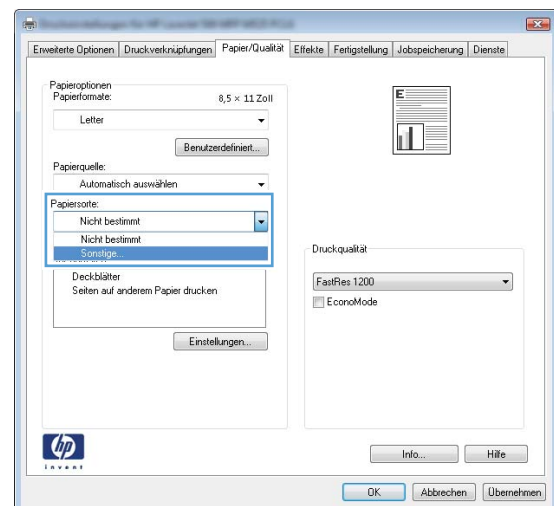 Erweiterte Optionen Druckverknüpfungen Papier/Qualität Effekte Fertigstellung Jobspeicherung Dienste
Papieroptionen
Papierformate: 8,5 × 11 Zoll
Letter
Benutzerdefiniert...
Papierquelle:
Automatisch auswählen
Papiersorte:
Nicht bestimmt
Nicht bestimmt
Sonstige...
Deckblätter
Seiten auf anderem Papier drucken
Einstellungen...
E
Druckqualität
FastRes 1200
EconoMode
hp
invent
Info... Hilfe
OK Abbrechen Übernehmen